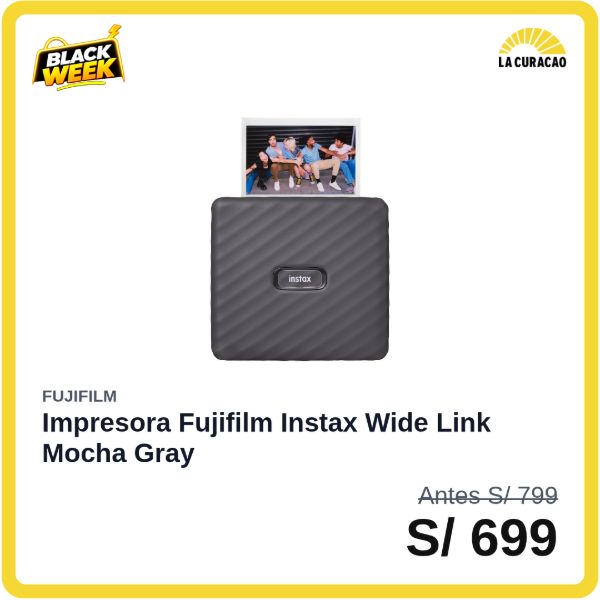 BLACK
WEEK
LA CURACAO
instax
FUJIFILM
Impresora Fujifilm Instax Wide Link
Mocha Gray
Antes S/ 799
S/ 699